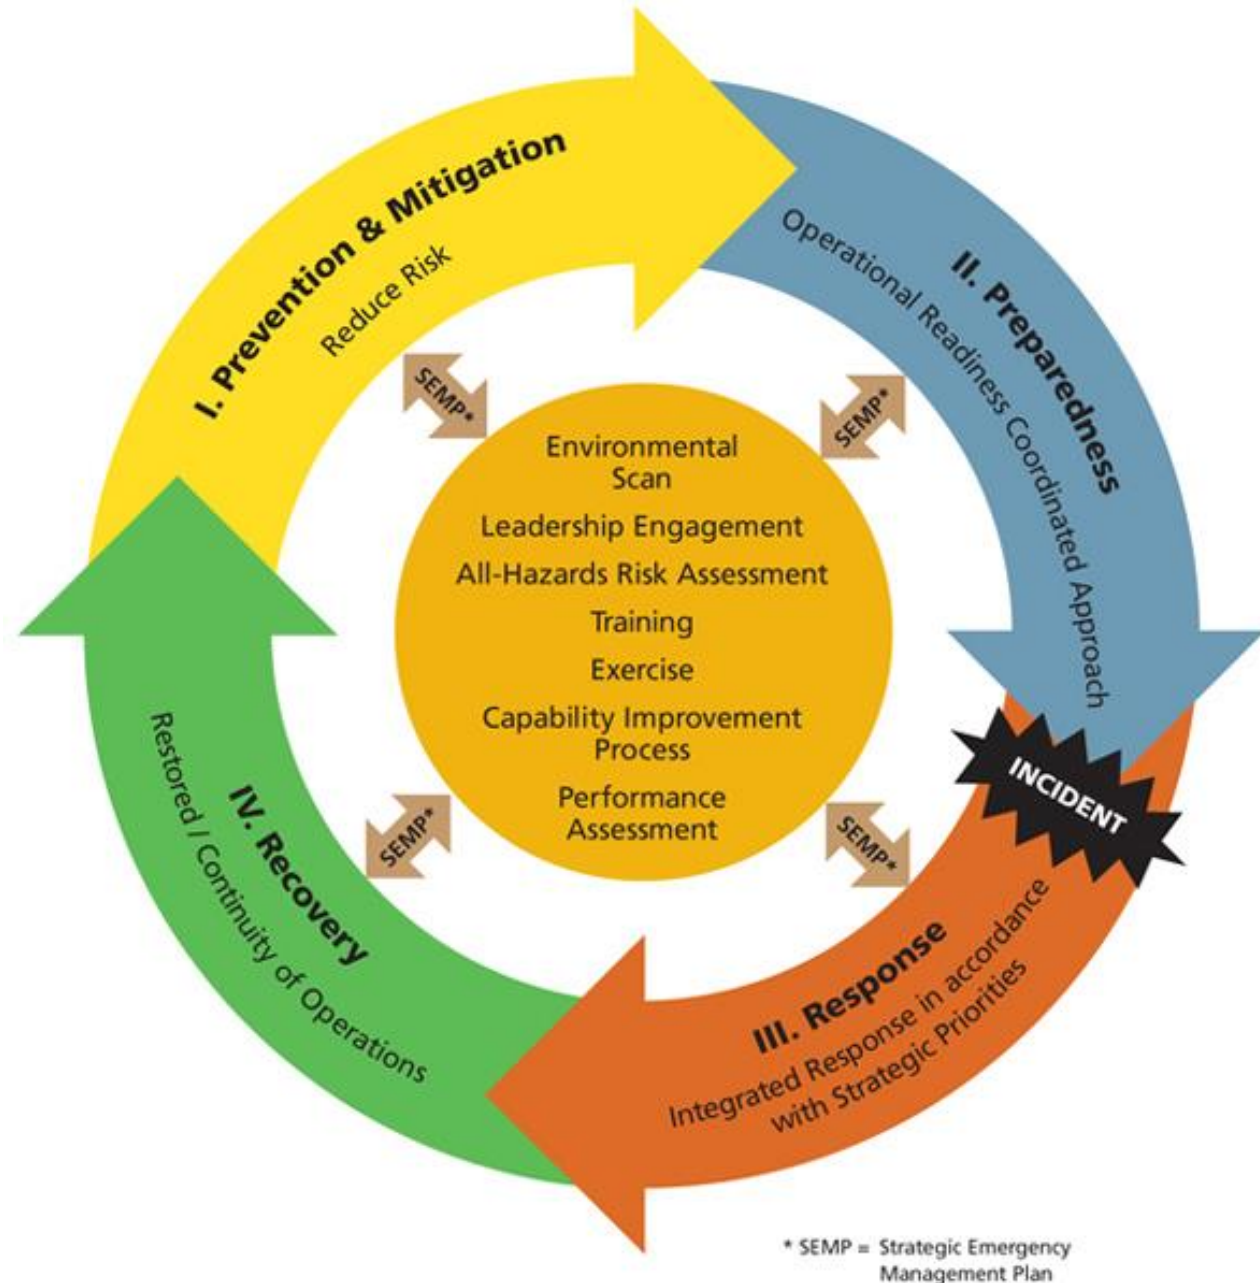 I. Prevention & Mitigation
Reduce Risk
II. Preparedness
Operational Readiness Coordinated Approach
SEMP*
SEMP*
Environmental
Scan
Leadership Engagement
All-Hazards Risk Assessment
Training
Exercise
Capability Improvement
Process
Performance
Assessment
INCIDENT
SEMP*
SEMP*
III. Response
Integrated Response in accordance
with Strategic Priorities
IV. Recovery
Restored / Continuity of Operations
* SEMP = Strategic Emergency
Management Plan